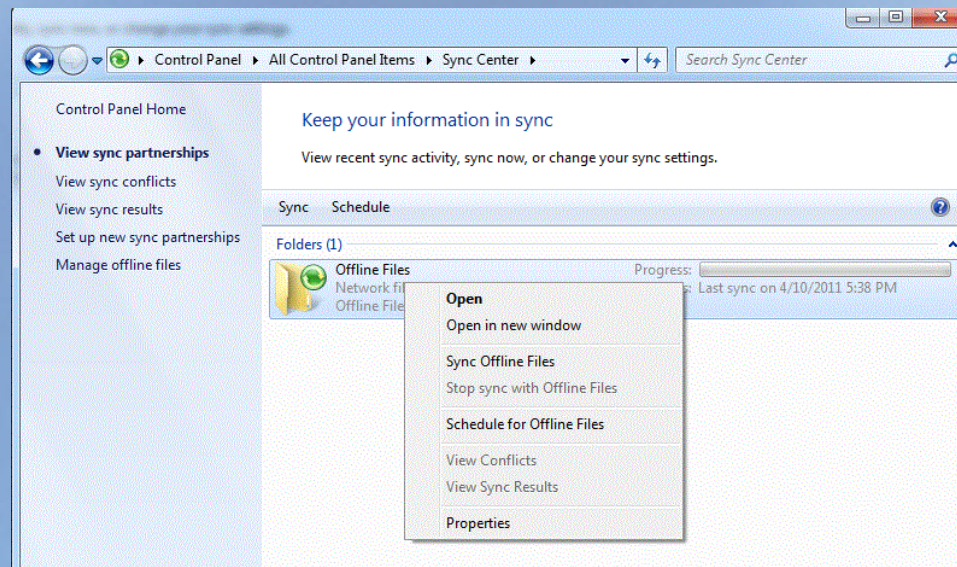 Control Panel All Control Panel Items Sync Center Search Sync Center
Control Panel Home
View sync partnerships
View sync conflicts
View sync results
Set up new sync partnerships
Manage offline files
Keep your information in sync
View recent sync activity, sync now, or change your sync settings.
Sync Schedule
Folders (1)
Offline Files Progress:
Network Last sync on 4/10/2011 5:38 PM
Offline File
Open
Open in new window
Sync Offline Files
Stop sync with Offline Files
Schedule for Offline Files
View Conflicts
View Sync Results
Properties